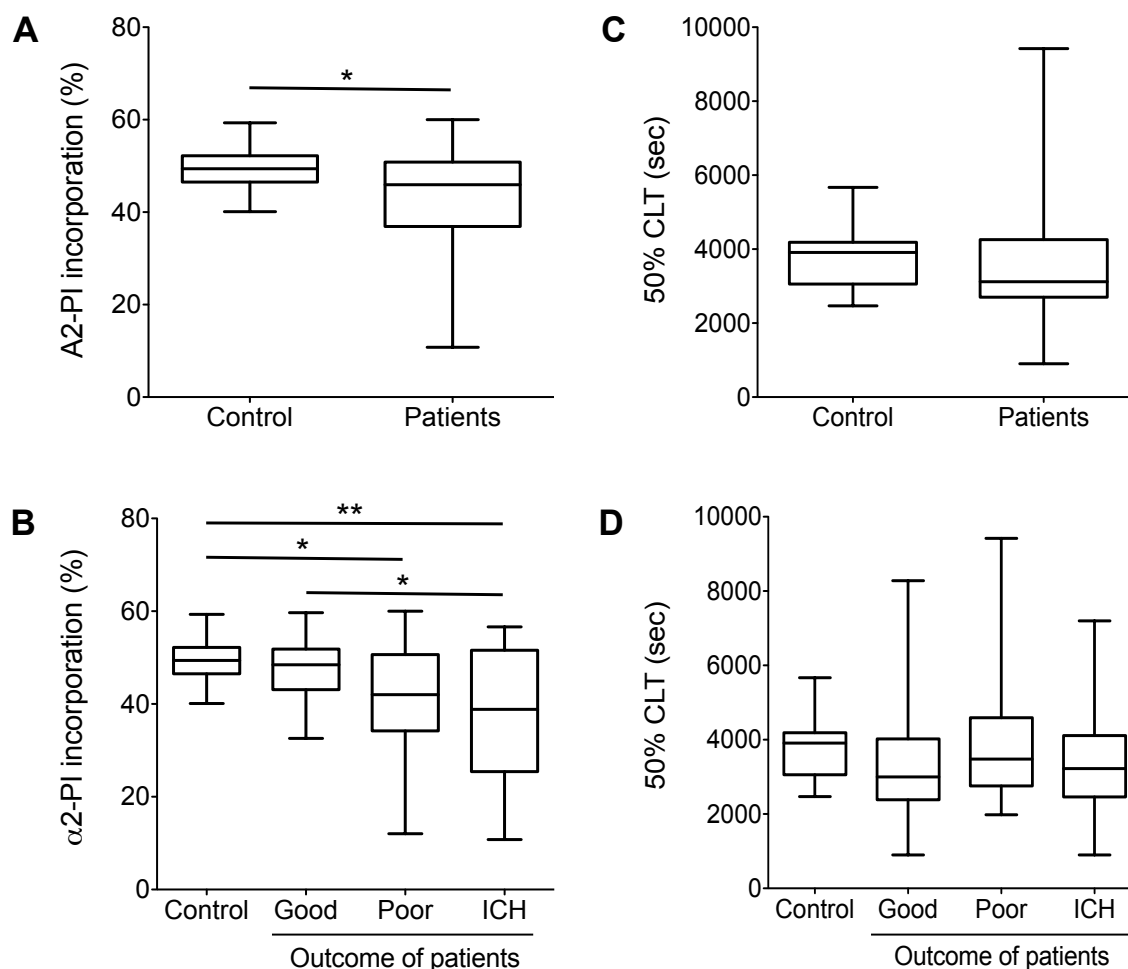 A
A2-PI incorporation (%)
80
60
40
20
0
*
Control Patients
C
50% CLT (sec)
10000
8000
6000
4000
2000
0
Control Patients
B
α2-PI incorporation (%)
80
60
40
20
0
**
*
*
Control Good Poor ICH
Outcome of patients
D
50% CLT (sec)
10000
8000
6000
4000
2000
0
Control Good Poor ICH
Outcome of patients